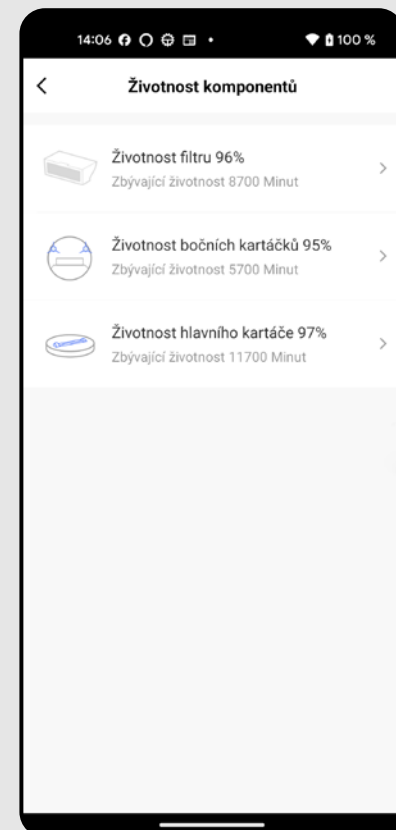 14:06 100 %
Životnost komponentů
Životnost filtru 96%
Zbývající životnost 8700 Minut
Životnost bočních kartáčků 95%
Zbývající životnost 5700 Minut
Životnost hlavního kartáče 97%
Zbývající životnost 11700 Minut